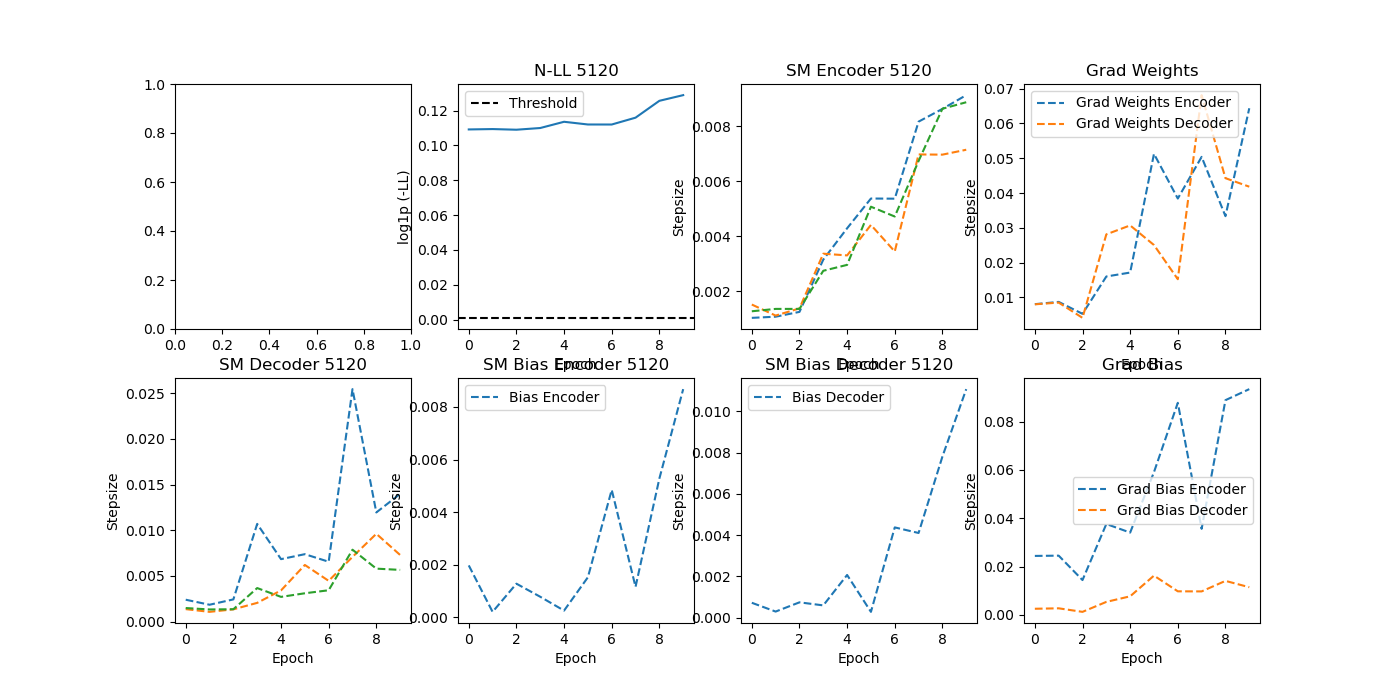 N-LL 5120
SM Encoder 5120
Grad Weights
1.0
0.8
0.6
0.4
0.2
0.0
0.0 0.2 0.4 0.6 0.8 1.0
log1p (-LL)
0.12
0.10
0.08
0.06
0.04
0.02
0.00
Threshold
0 2 4 6 8
Epoch
Stepsize
0.008
0.006
0.004
0.002
0 2 4 6 8
Epoch
Stepsize
0.07
0.06
0.05
0.04
0.03
0.02
0.01
Grad Weights Encoder
Grad Weights Decoder
0 2 4 6 8
Epoch
SM Decoder 5120
SM Bias Encoder 5120
SM Bias Decoder 5120
Grad Bias
Stepsize
0.025
0.020
0.015
0.010
0.005
0.000
0 2 4 6 8
Epoch
Stepsize
0.008
0.006
0.004
0.002
0.000
Bias Encoder
0 2 4 6 8
Epoch
Stepsize
0.010
0.008
0.006
0.004
0.002
0.000
Bias Decoder
0 2 4 6 8
Epoch
Stepsize
0.08
0.06
0.04
0.02
0.00
Grad Bias Encoder
Grad Bias Decoder
0 2 4 6 8
Epoch